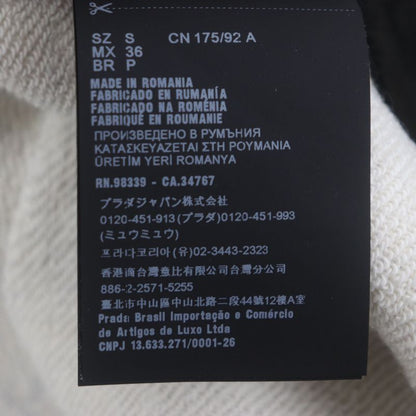 SZ S CN 175/92 A
MX 36
BR P
MADE IN ROMANIA
FABRICADO EN RUMANÍA
FABRICADO NA ROMÉNIA
FABRIQUÉ EN ROUMANIE
ПРОИЗВЕДЕНО В РУМЪНИЯ
ΚΑΤΑΣΚΕΥΑΖΕΤΑΙ ΣΤΗ ΡΟΥΜΑΝΙΑ
ÜRETİM YERİ ROMANYA
RN.98339 - CA.34767
プラダジャパン株式会社
0120-451-913 (プラダ) 0120-451-993
(ミュウミュウ)
프라다코리아(유) 02-3443-2323
香港商台灣意比有限公司台灣分公司
886-2-2571-5255
臺北市中山區中山北路二段44號12樓A
Prada Brasil Importação e Comércio
de Artigos de Luxo Ltda
CNPJ 13.633.271/0001-26